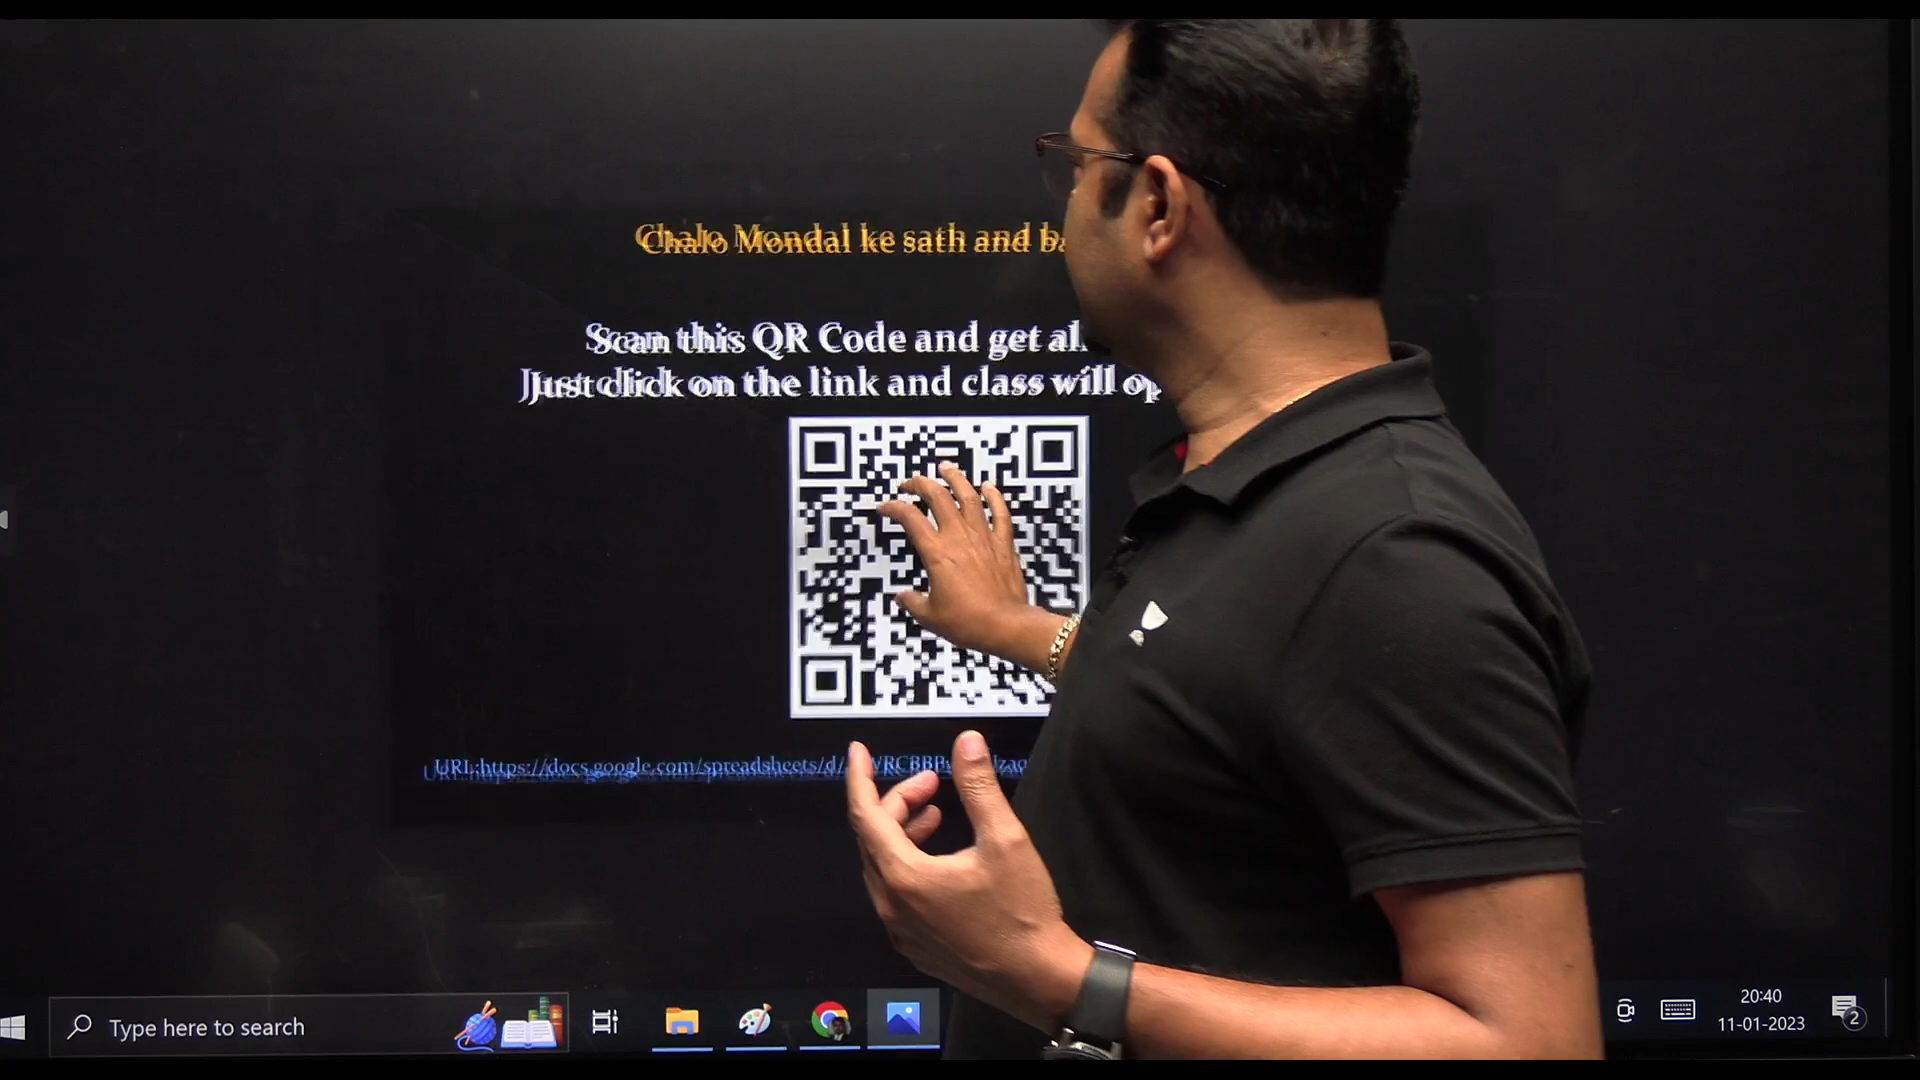 Chalo Mondal ke sath and
Scan this QR Code and get all
Just click on the link and class will
URL:https://docs.google.com/spreadsheets/d/
Type here to search
20:40
11-01-2023
2